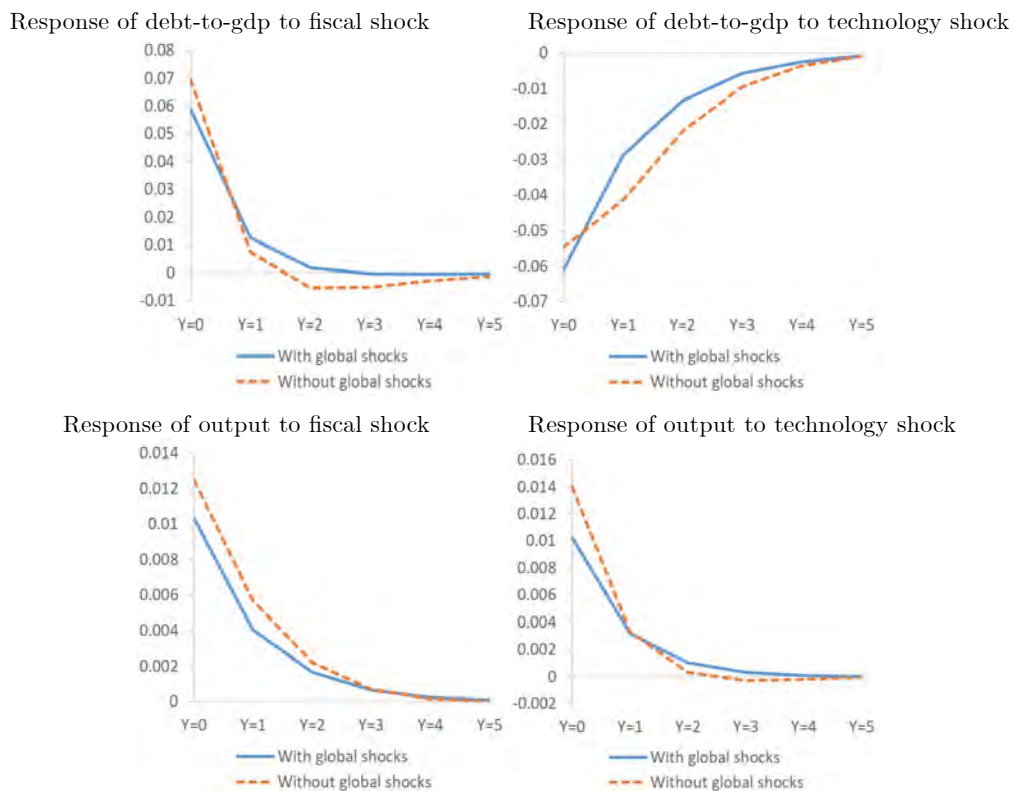 Response of debt-to-gdp to fiscal shock
0.08
0.07
0.06
0.05
0.04
0.03
0.02
0.01
0
-0.01
Y=0 Y=1 Y=2 Y=3 Y=4 Y=5
With global shocks
Without global shocks
Response of debt-to-gdp to technology shock
0
-0.01
-0.02
-0.03
-0.04
-0.05
-0.06
-0.07
Y=0 Y=1 Y=2 Y=3 Y=4 Y=5
With global shocks
Without global shocks
Response of output to fiscal shock
0.014
0.012
0.01
0.008
0.006
0.004
0.002
0
Y=0 Y=1 Y=2 Y=3 Y=4 Y=5
With global shocks
Without global shocks
Response of output to technology shock
0.016
0.014
0.012
0.01
0.008
0.006
0.004
0.002
0
-0.002
Y=0 Y=1 Y=2 Y=3 Y=4 Y=5
With global shocks
Without global shocks